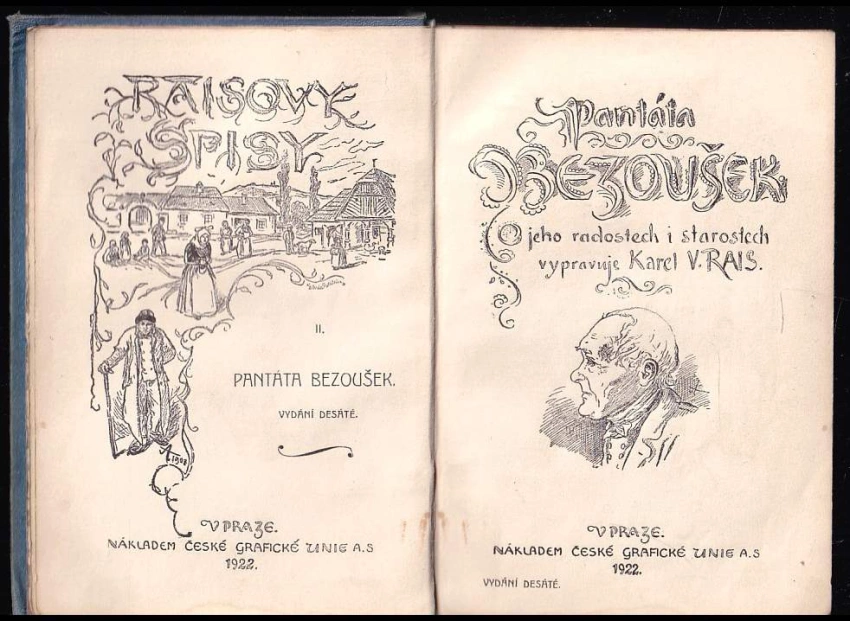 RAISOVY
SPISY
II.
PANTÁTA BEZOUŠEK.
VYDÁNÍ DESÁTÉ.
1908
V PRAZE.
NÁKLADEM ČESKÉ GRAFICKÉ UNIE A.S
1922.
Pantáta
BEZOUŠEK
O jeho radostech i starostech
vypravuje Karel V. RAIS.
V PRAZE.
NÁKLADEM ČESKÉ GRAFICKÉ UNIE A.S
1922.
VYDÁNÍ DESÁTÉ.